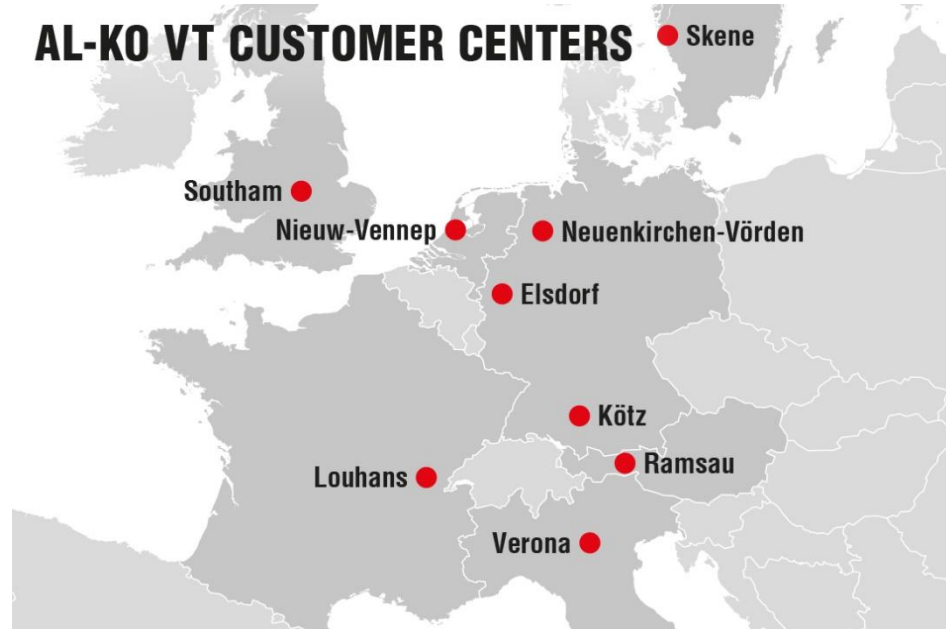 AL-KO VT CUSTOMER CENTERS
Skene
Southam
Nieuw-Vennep
Neuenkirchen-Vörden
Elsdorf
Kötz
Louhans
Ramsau
Verona